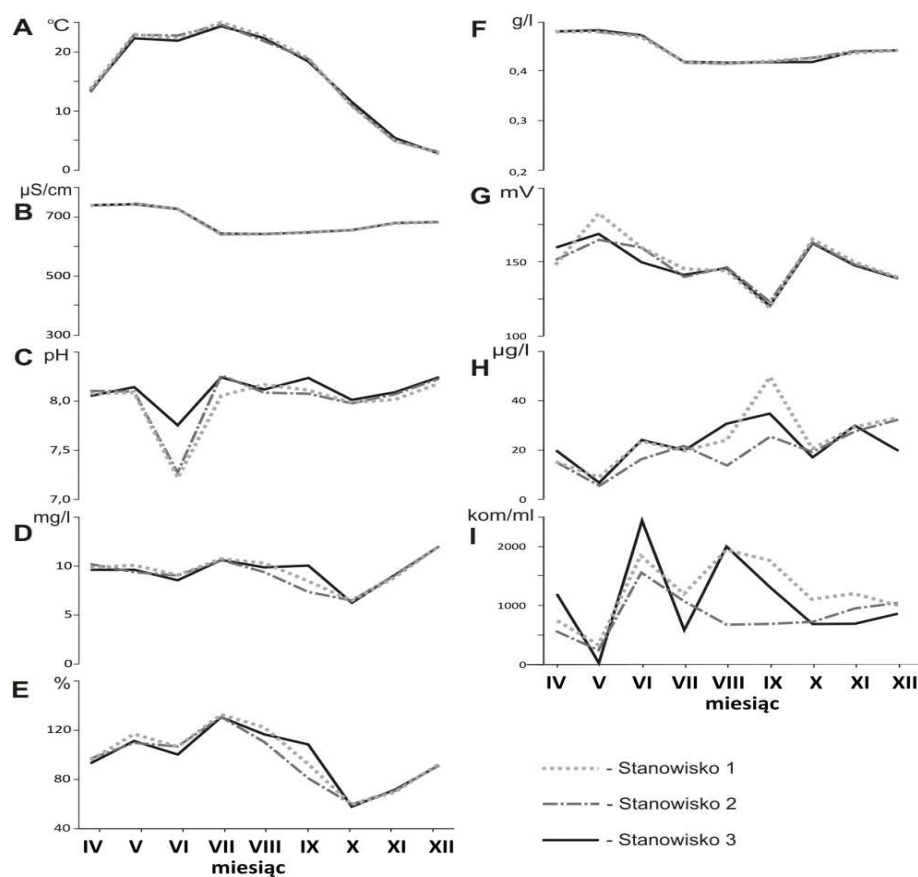 A
°C
20
10
0
B
µS/cm
700
500
300
C
pH
8,0
7,5
7,0
D
mg/l
10
5
0
E
%
120
80
40
IV V VI VII VIII IX X XI XII
miesiąc
F
g/l
0,4
0,3
0,2
G
mV
150
100
H
µg/l
40
20
0
I
kom/ml
2000
1000
0
IV V VI VII VIII IX X XI XII
miesiąc
- Stanowisko 1
- Stanowisko 2
- Stanowisko 3